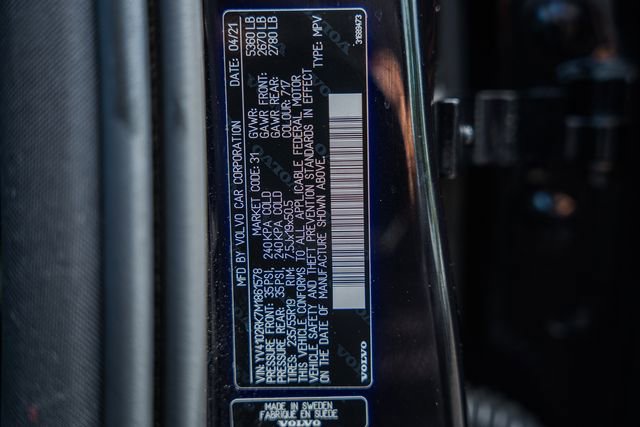 MFD BY VOLVO CAR CORPORATION DATE: 04/21
VIN: YV4102RK7M1861578 MARKET CODE: 31 GVWR: 5360 LB
PRESSURE FRONT: 35 PSI, 240 KPA, COLD GAWR FRONT: 2670 LB
PRESSURE REAR: 35 PSI, 240 KPA, COLD GAWR REAR: 2780 LB
TIRES: 235/55R19 RIM: 7.5Jx19x50.5 COLOUR: 717
THIS VEHICLE CONFORMS TO ALL APPLICABLE FEDERAL MOTOR
VEHICLE SAFETY AND THEFT PREVENTION STANDARDS IN EFFECT
ON THE DATE OF MANUFACTURE SHOWN ABOVE. TYPE: MPV
31689473
VOLVO
MADE IN SWEDEN
FABRIQUÉ EN SUÈDE
VOLVO